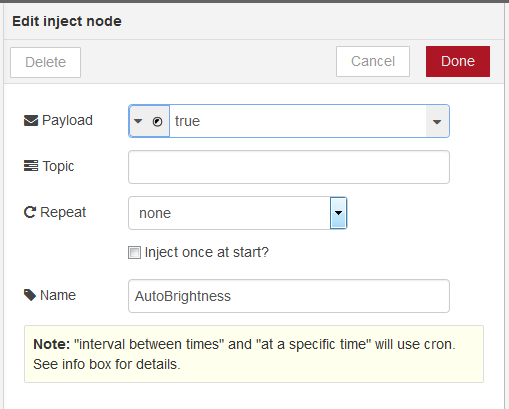 Edit inject node
Delete Cancel Done
Payload true
Topic
Repeat none
Inject once at start?
Name AutoBrightness
Note: "interval between times" and "at a specific time" will use cron.
See info box for details.